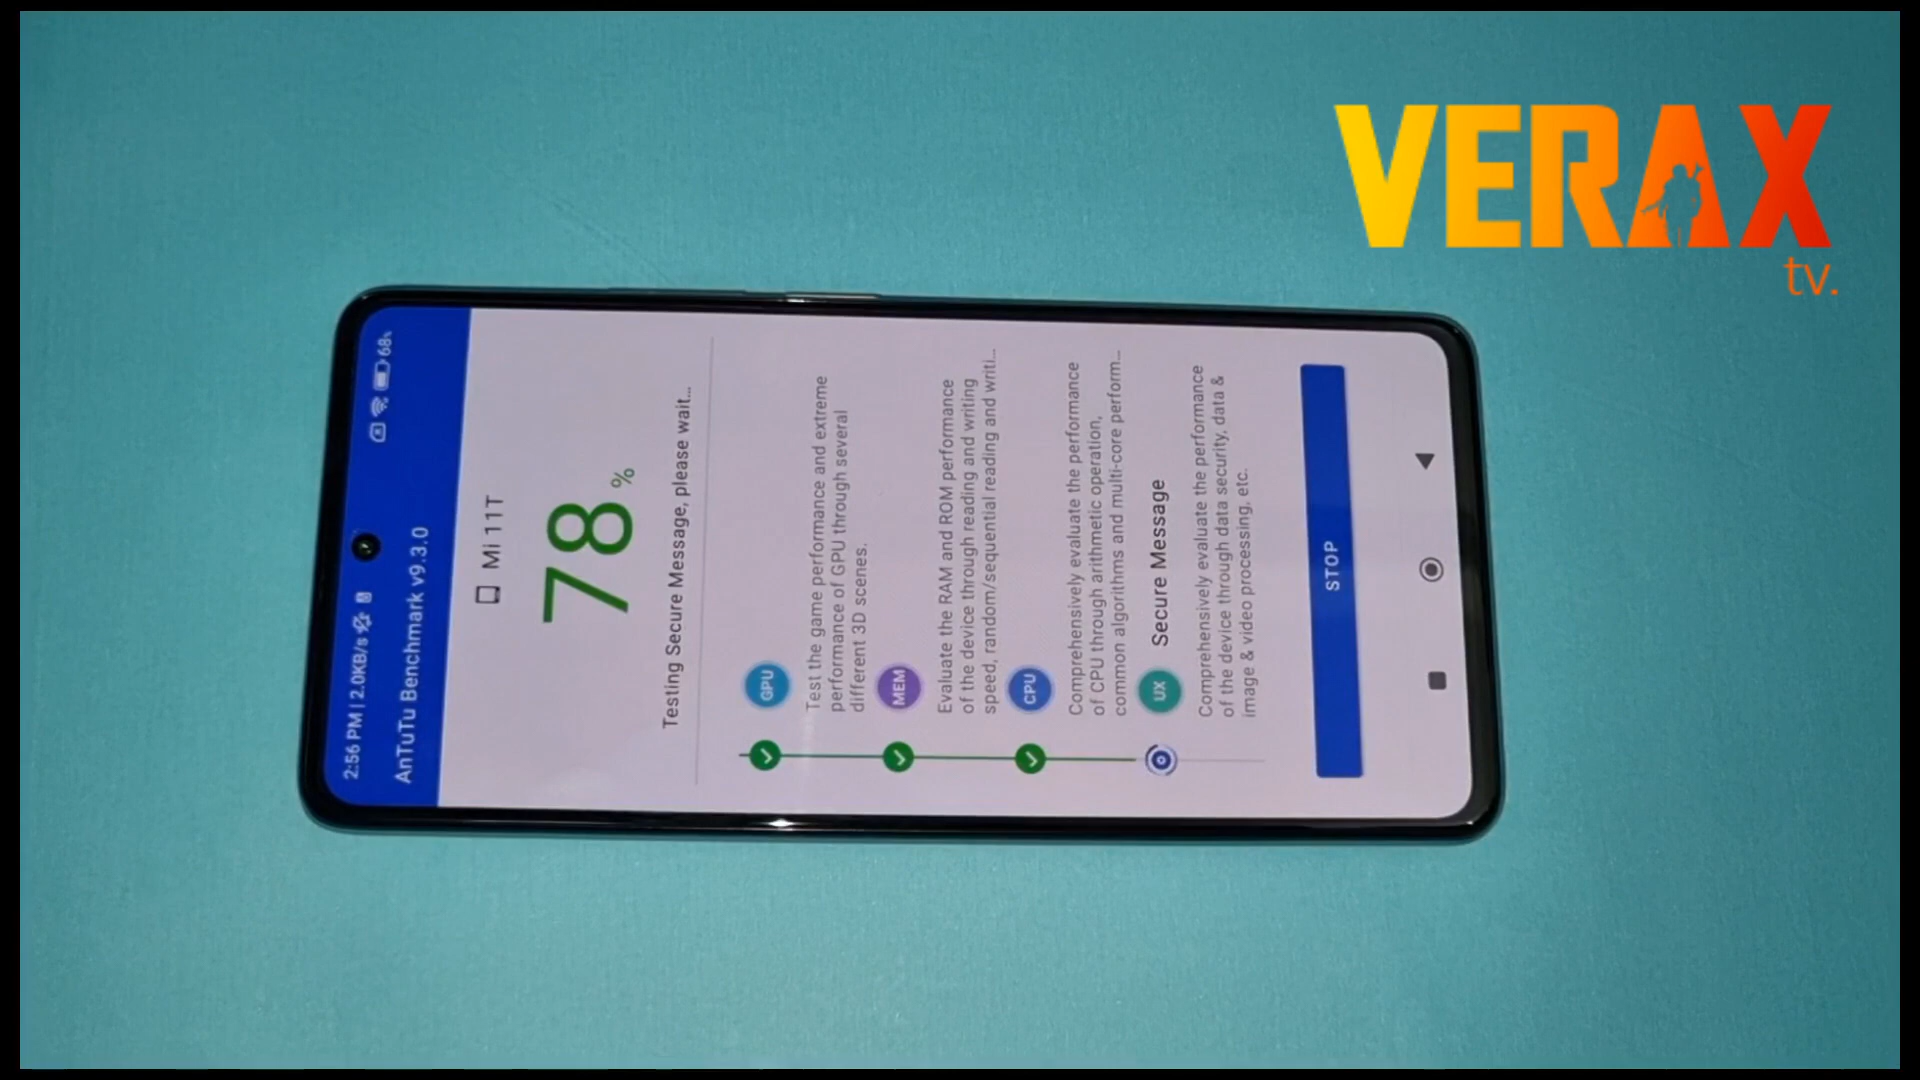 VERAX
tv.
2:56 PM | 2.0KB/s
68
AnTuTu Benchmark v9.3.0
Mi 11T
78%
Testing Secure Message, please wait...
GPU
Test the game performance and extreme
performance of GPU through several
different 3D scenes.
MEM
Evaluate the RAM and ROM performance
of the device through reading and writing
speed, random/sequential reading and writi...
CPU
Comprehensively evaluate the performance
of CPU through arithmetic operation,
common algorithms and multi-core perform...
UX Secure Message
Comprehensively evaluate the performance
of the device through data security, data &
image & video processing, etc.
STOP